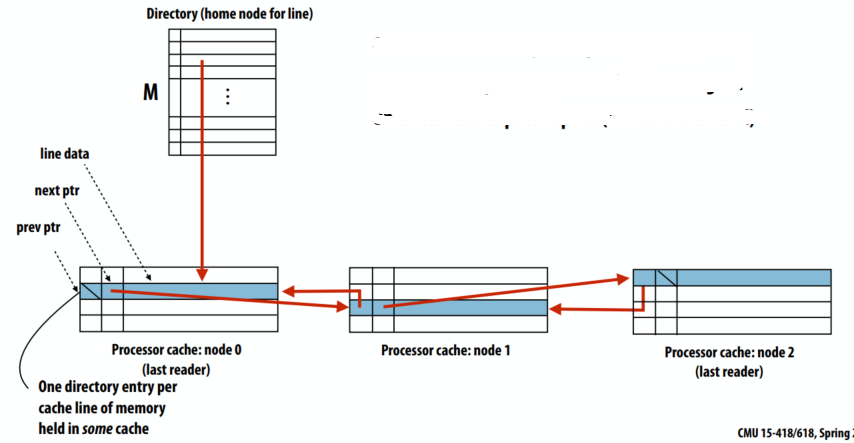 Directory (home node for line)
M
line data
next ptr
prev ptr
Processor cache: node 0
(last reader)
Processor cache: node 1
Processor cache: node 2
(last reader)
One directory entry per
cache line of memory
held in some cache
CMU 15-418/618, Spring